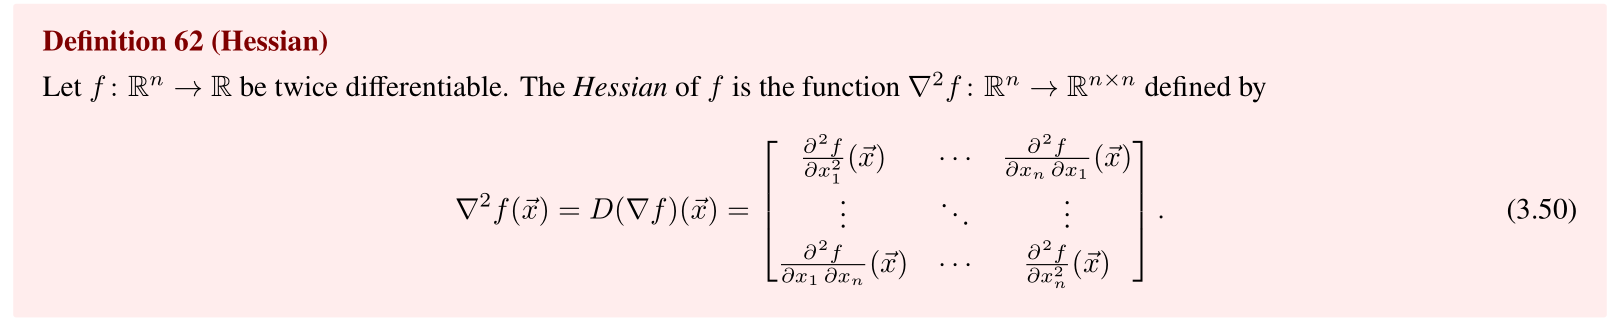 Definition 62 (Hessian)
Let $f\colon \mathbb{R}^n \to \mathbb{R}$ be twice differentiable. The Hessian of $f$ is the function $\nabla^2 f\colon \mathbb{R}^n \to \mathbb{R}^{n \times n}$ defined by
$\nabla^2 f(\vec{x}) = D(\nabla f)(\vec{x}) = \begin{bmatrix} \frac{\partial^2 f}{\partial x_1^2}(\vec{x}) & \cdots & \frac{\partial^2 f}{\partial x_n \, \partial x_1}(\vec{x}) \\ \vdots & \ddots & \vdots \\ \frac{\partial^2 f}{\partial x_1 \, \partial x_n}(\vec{x}) & \cdots & \frac{\partial^2 f}{\partial x_n^2}(\vec{x}) \end{bmatrix}.$ (3.50)